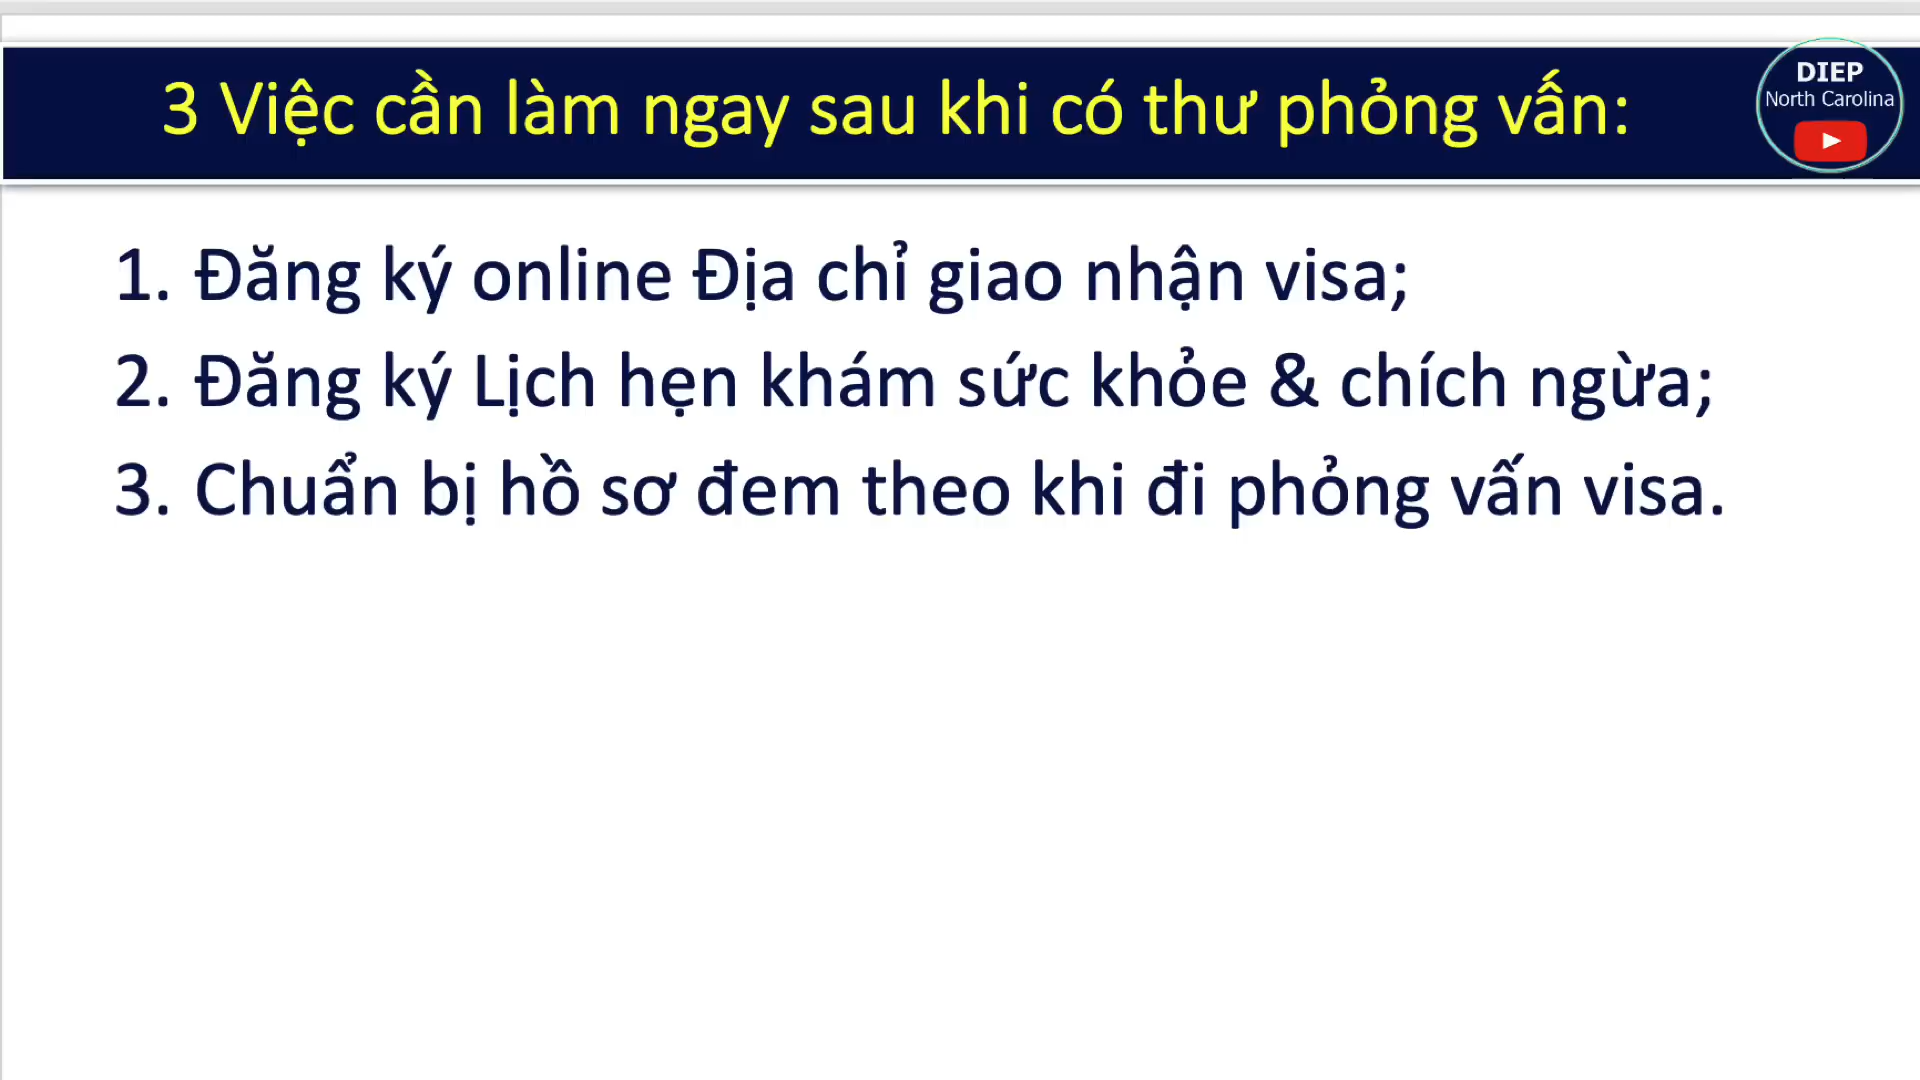 3 Việc cần làm ngay sau khi có thư phỏng vấn:
DIEP
North Carolina
1. Đăng ký online Địa chỉ giao nhận visa;
2. Đăng ký Lịch hẹn khám sức khỏe & chích ngừa;
3. Chuẩn bị hồ sơ đem theo khi đi phỏng vấn visa.